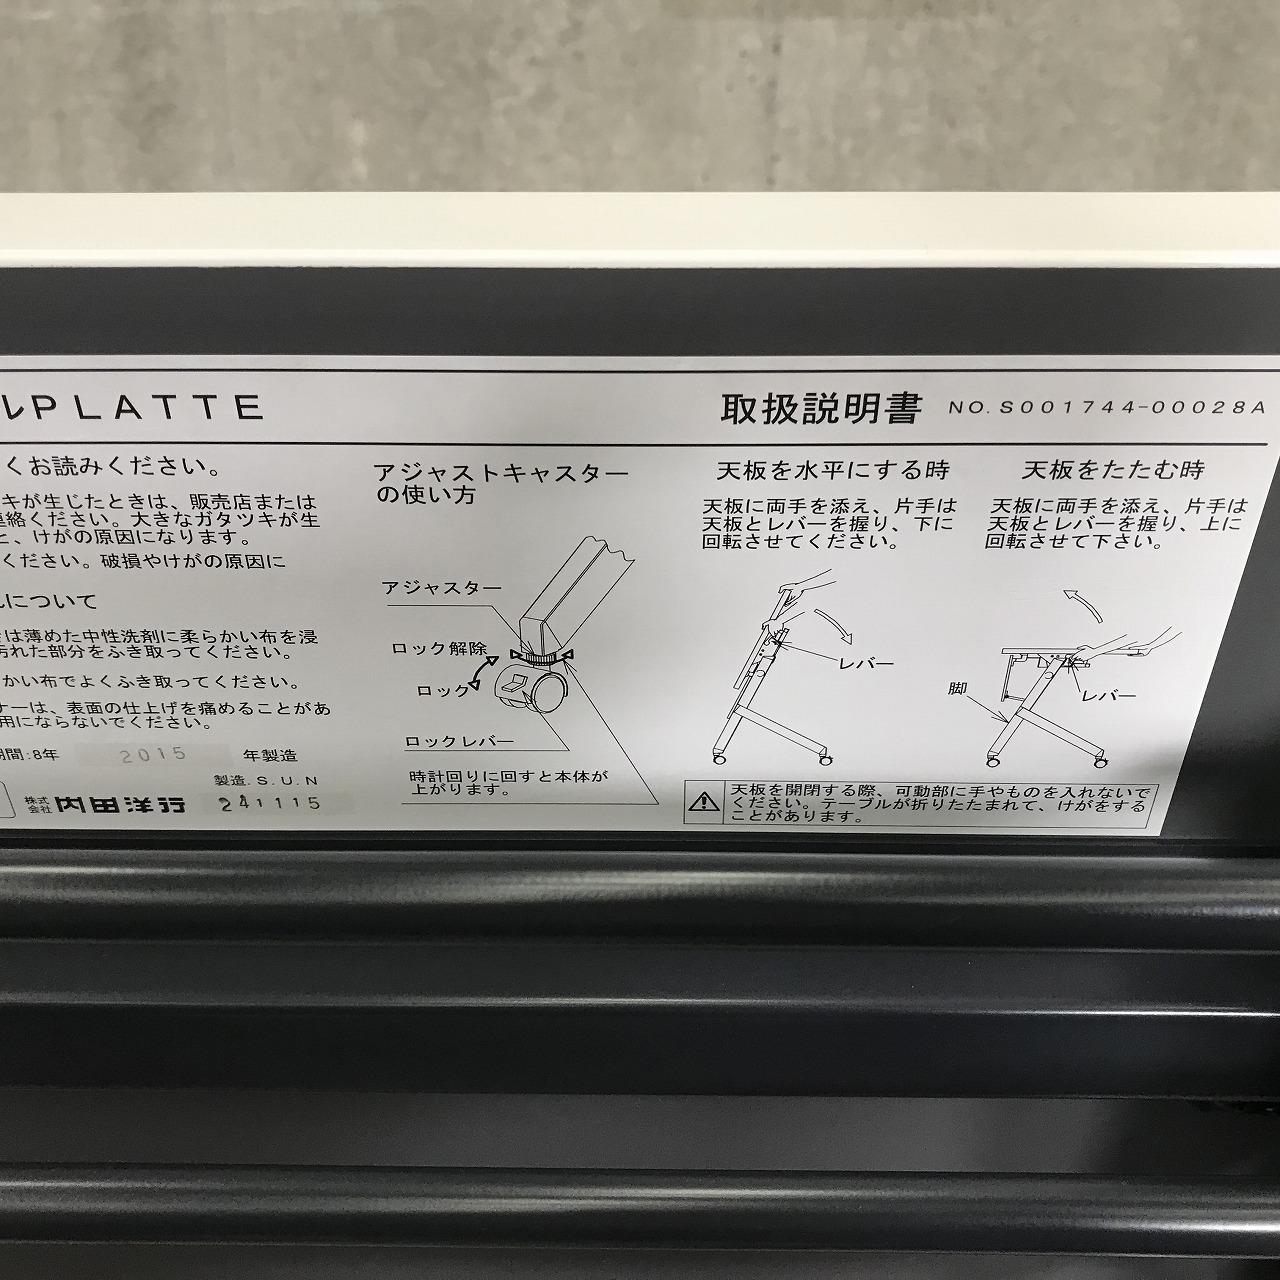 ルPLATTE
取扱説明書 NO.S001744-00028A
くお読みください。
キが生じたときは、販売店または
連絡ください。大きなガタツキが生
と、けがの原因になります。
ください。破損やけがの原因に
れについて
は薄めた中性洗剤に柔らかい布を浸
汚れた部分をふき取ってください。
かい布でよくふき取ってください。
ナーは、表面の仕上げを痛めることがあ
用にならないでください。
期間:8年 2015 年製造
製造.S.U.N
株式会社 内田洋行 241115
アジャストキャスター
の使い方
アジャスター
ロック解除
ロック
ロックレバー
時計回りに回すと本体が
上がります。
天板を水平にする時
天板に両手を添え、片手は
天板とレバーを握り、下に
回転させてください。
レバー
天板をたたむ時
天板に両手を添え、片手は
天板とレバーを握り、上に
回転させて下さい。
脚
レバー
天板を開閉する際、可動部に手やものを入れないで
ください。テーブルが折りたたまれて、けがをする
ことがあります。